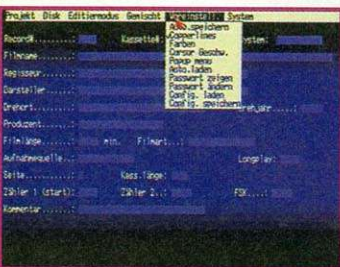 Projekt Disk Editiermodus Gemischt Voreinstell. System
Auto.speichern
Record#........: Kassette#: System:
Copperlines
Filmname.......:
Farben
Cursor Geschw.
Regisseur......:
Popup menu
Auto.laden
Darsteller.....:
Passwort zeigen
Passwort ändern
Drehort........: Drehjahr.....:
Config. laden
Config. speichern
Produzent......:
Filmlänge......: min. Filmart...:
Aufnahmequelle..: Longplay:
Seite..........: Kass.länge:
Zähler 1 (start): Zähler 2..: FSK....:
Kommentar......: